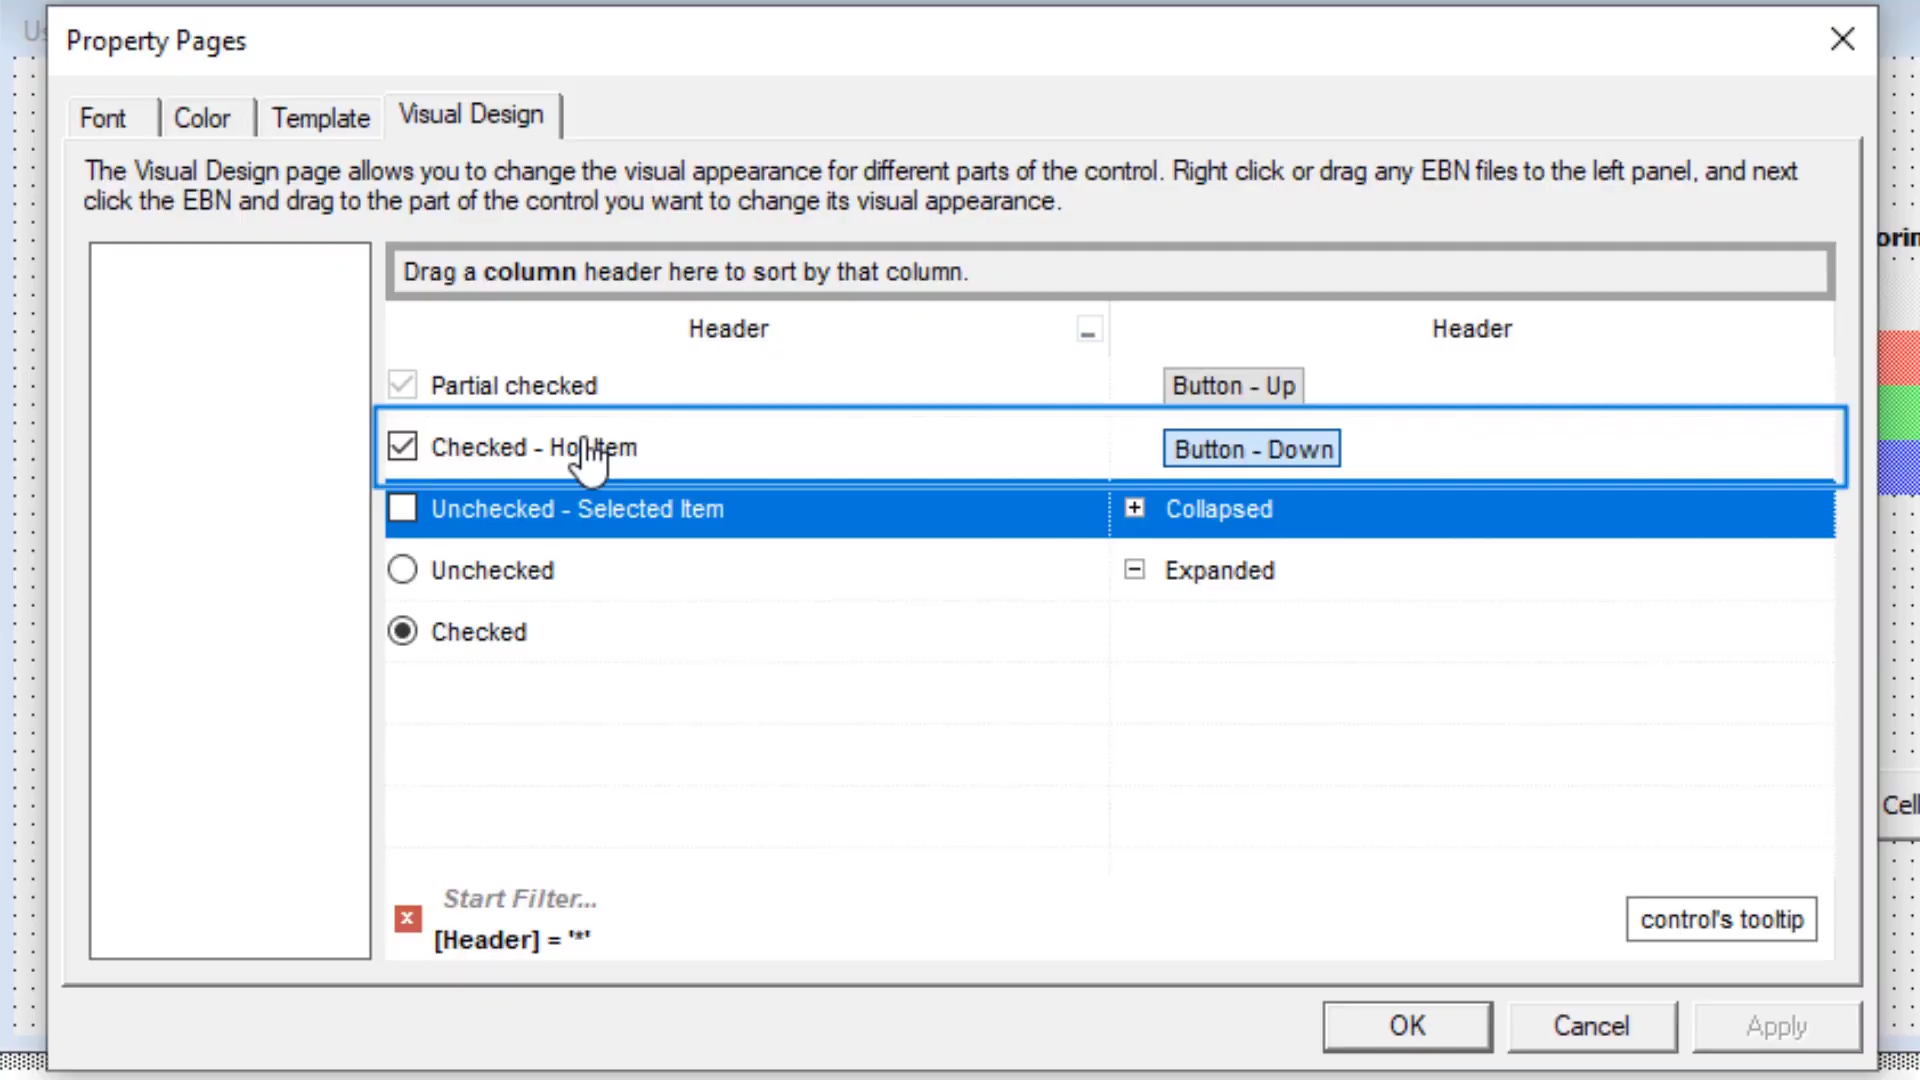 Property Pages
Font Color Template Visual Design
The Visual Design page allows you to change the visual appearance for different parts of the control. Right click or drag any EBN files to the left panel, and next
click the EBN and drag to the part of the control you want to change its visual appearance.
Drag a column header here to sort by that column.
Header Header
Partial checked Button - Up
Checked - Item Button - Down
Unchecked - Selected Item Collapsed
Unchecked Expanded
Checked
Start Filter...
[Header] = '*'
control's tooltip
OK Cancel Apply
Cell